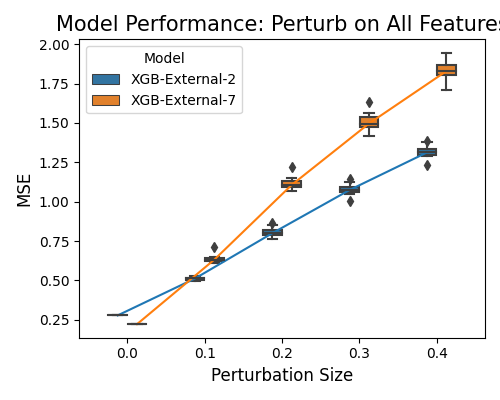 Model Performance: Perturb on All Features
Model
XGB-External-2
XGB-External-7
MSE
2.00
1.75
1.50
1.25
1.00
0.75
0.50
0.25
0.0
0.1
0.2
0.3
0.4
Perturbation Size